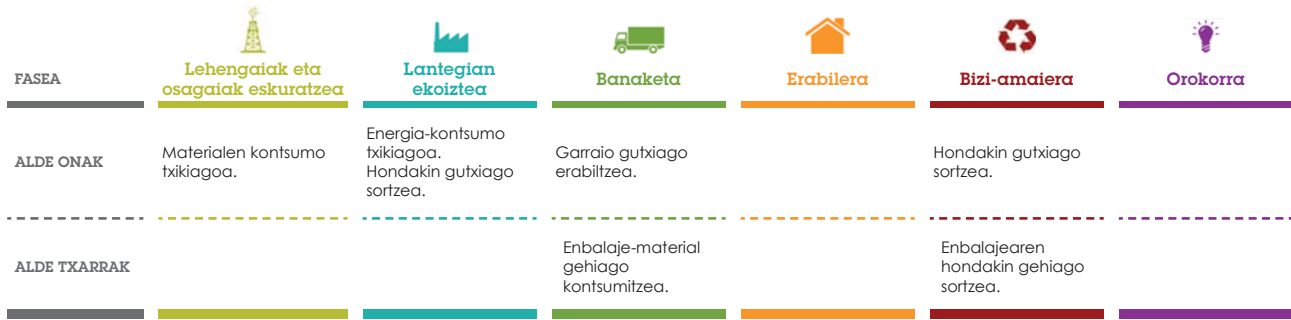 FASEA
Lehengaiak eta
osagaiak eskuratzea
Lantegian
ekoiztea
Banaketa
Erabilera
Bizi-amaiera
Orokorra
ALDE ONAK
Materialen kontsumo
txikiagoa.
Energia-kontsumo
txikiagoa.
Hondakin gutxiago
sortzea.
Garraio gutxiago
erabiltzea.
Hondakin gutxiago
sortzea.
ALDE TXARRAK
Enbalaje-material
gehiago
kontsumitzea.
Enbalajearen
hondakin gehiago
sortzea.